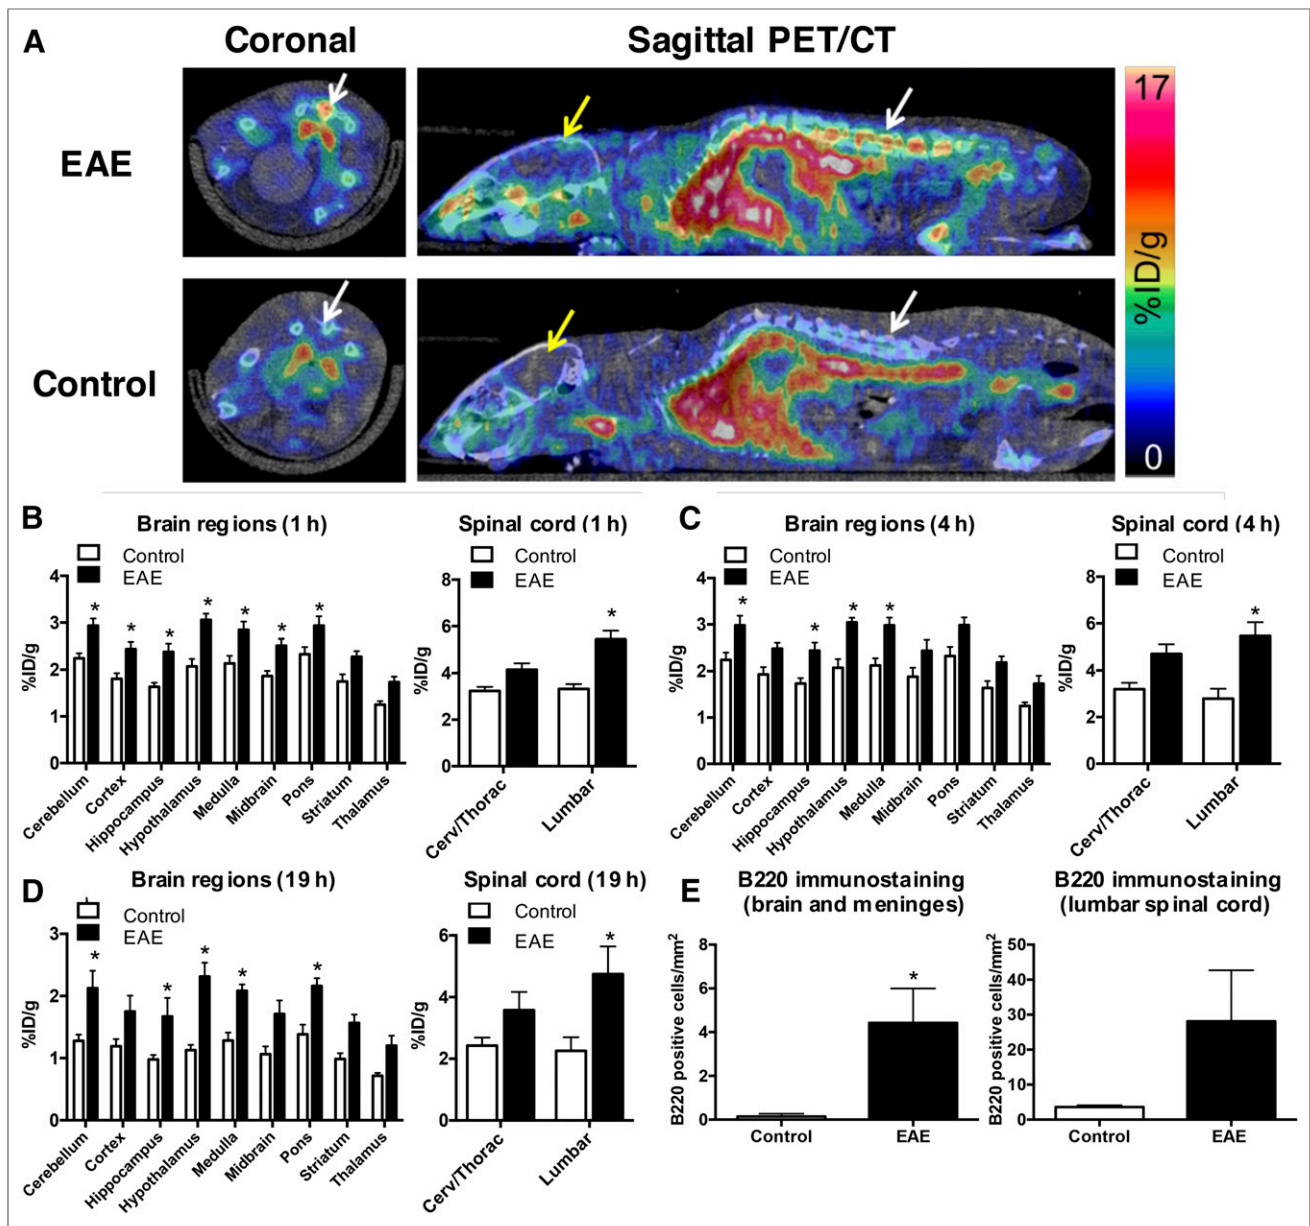 A
Coronal
Sagittal PET/CT
EAE
Control
17
%ID/g
0
B
Brain regions (1 h)
Control
EAE
%ID/g
4
3
2
1
0
* * * * * * *
Cerebellum
Cortex
Hippocampus
Hypothalamus
Medulla
Midbrain
Pons
Striatum
Thalamus
Spinal cord (1 h)
Control
EAE
%ID/g
8
6
4
2
0
*
Cerv/Thorac
Lumbar
C
Brain regions (4 h)
Control
EAE
%ID/g
4
3
2
1
0
* * * *
Cerebellum
Cortex
Hippocampus
Hypothalamus
Medulla
Midbrain
Pons
Striatum
Thalamus
Spinal cord (4 h)
Control
EAE
%ID/g
8
6
4
2
0
*
Cerv/Thorac
Lumbar
D
Brain regions (19 h)
Control
EAE
%ID/g
3
2
1
0
* * * * *
Cerebellum
Cortex
Hippocampus
Hypothalamus
Medulla
Midbrain
Pons
Striatum
Thalamus
Spinal cord (19 h)
Control
EAE
%ID/g
6
4
2
0
*
Cerv/Thorac
Lumbar
E
B220 immunostaining
(brain and meninges)
B220 positive cells/mm²
8
6
4
2
0
*
Control
EAE
B220 immunostaining
(lumbar spinal cord)
B220 positive cells/mm²
50
40
30
20
10
0
Control
EAE